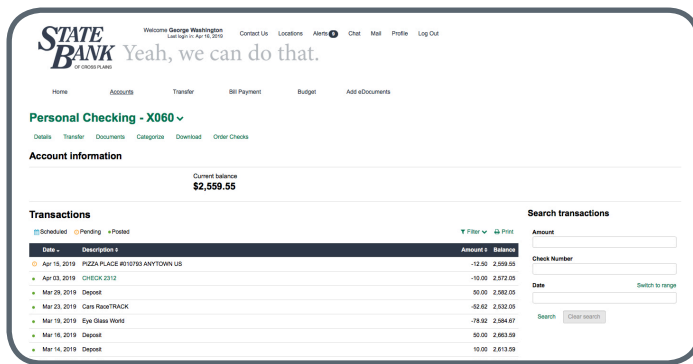 STATE BANK
OF CROSS PLAINS
Welcome George Washington
Last login in: Apr 16, 2019
Contact Us Locations Alerts 9 Chat Mail Profile Log Out
Yeah, we can do that.
Home Accounts Transfer Bill Payment Budget Add eDocuments
Personal Checking - X060
Details Transfer Documents Categorize Download Order Checks
Account information
Current balance
$2,559.55
Transactions
Scheduled Pending Posted Filter Print
Date Description Amount Balance
Apr 15, 2019 PIZZA PLACE #010793 ANYTOWN US -12.50 2,559.55
Apr 03, 2019 CHECK 2312 -10.00 2,572.05
Mar 29, 2019 Deposit 50.00 2,582.05
Mar 23, 2019 Cars RaceTRACK -52.62 2,532.05
Mar 19, 2019 Eye Glass World -78.92 2,584.67
Mar 16, 2019 Deposit 50.00 2,663.59
Mar 14, 2019 Deposit 10.00 2,613.59
Search transactions
Amount
Check Number
Date Switch to range
Search Clear search